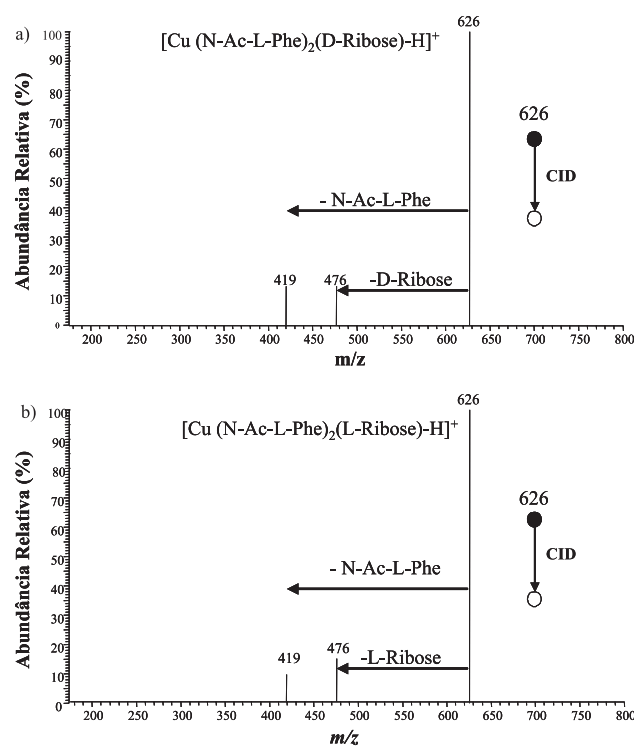 a)
626
[Cu (N-Ac-L-Phe)2(D-Ribose)-H]+
626
CID
- N-Ac-L-Phe
-D-Ribose
419
476
Abundância Relativa (%)
100
90
80
70
60
50
40
30
20
10
0
200 250 300 350 400 450 500 550 600 650 700 750 800
m/z
b)
626
[Cu (N-Ac-L-Phe)2(L-Ribose)-H]+
626
CID
- N-Ac-L-Phe
-L-Ribose
419
476
Abundância Relativa (%)
100
90
80
70
60
50
40
30
20
10
0
200 250 300 350 400 450 500 550 600 650 700 750 800
m/z